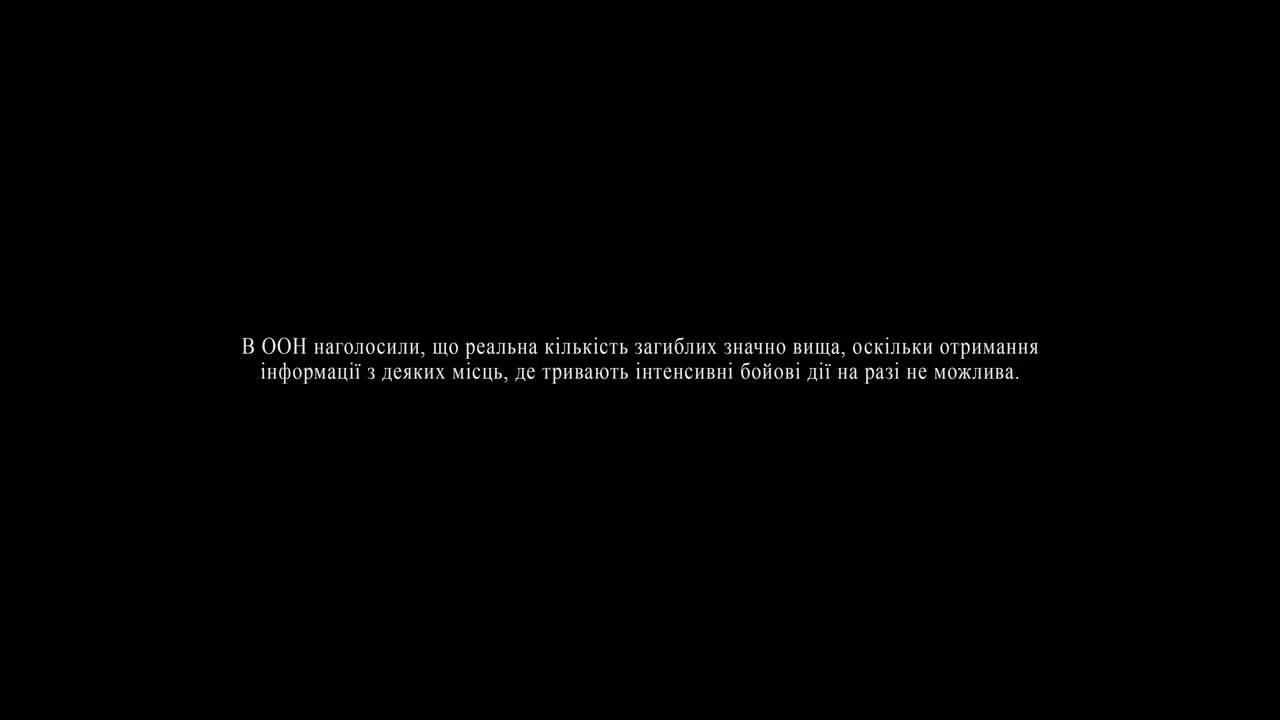 В ООН наголосили, що реальна кількість загиблих значно вища, оскільки отримання
інформації з деяких місць, де тривають інтенсивні бойові дії на разі не можлива.